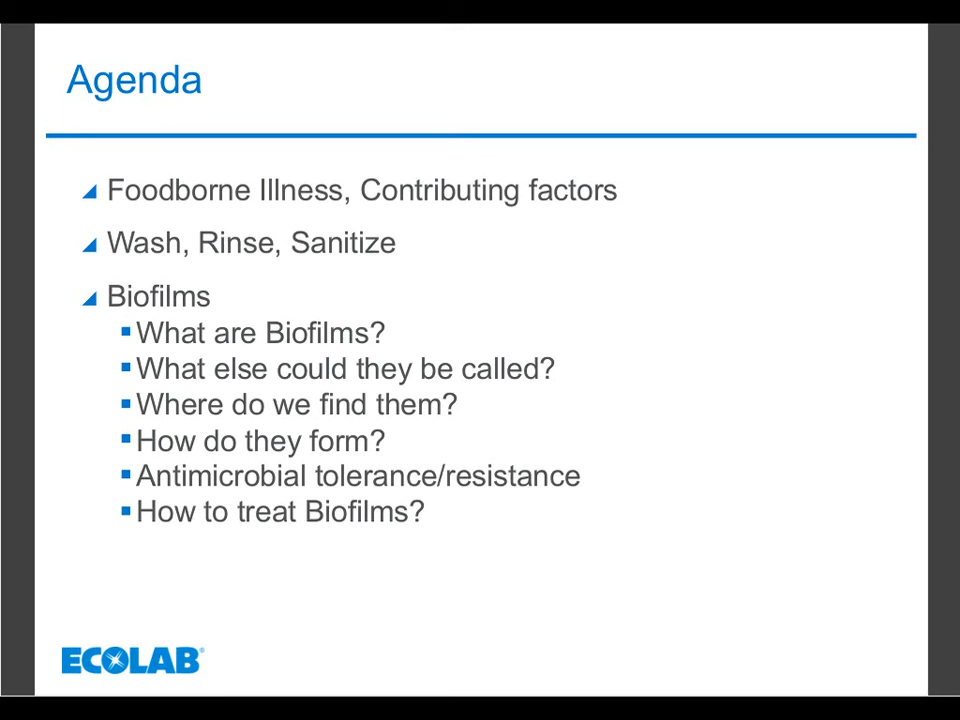 Agenda
Foodborne Illness, Contributing factors
Wash, Rinse, Sanitize
Biofilms
What are Biofilms?
What else could they be called?
Where do we find them?
How do they form?
Antimicrobial tolerance/resistance
How to treat Biofilms?
ECOLAB®